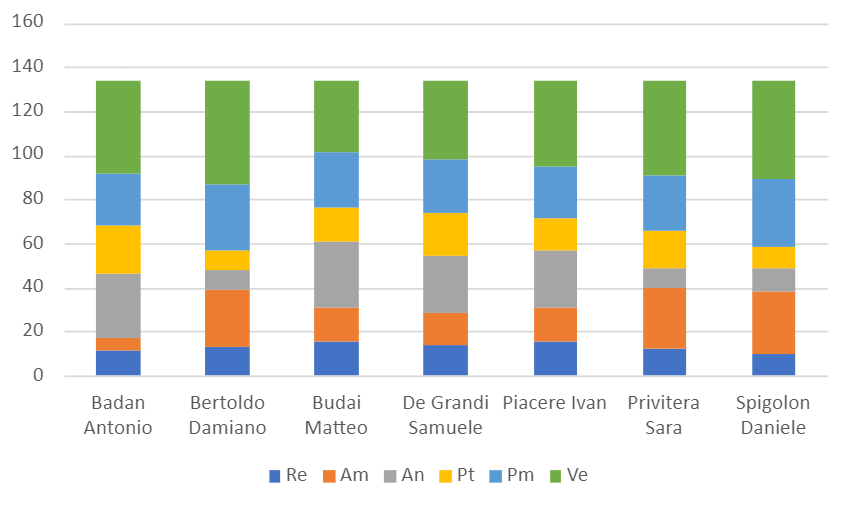 160
140
120
100
80
60
40
20
0
Badan Antonio
Bertoldo Damiano
Budai Matteo
De Grandi Samuele
Piacere Ivan
Privitera Sara
Spigolon Daniele
Re Am An Pt Pm Ve